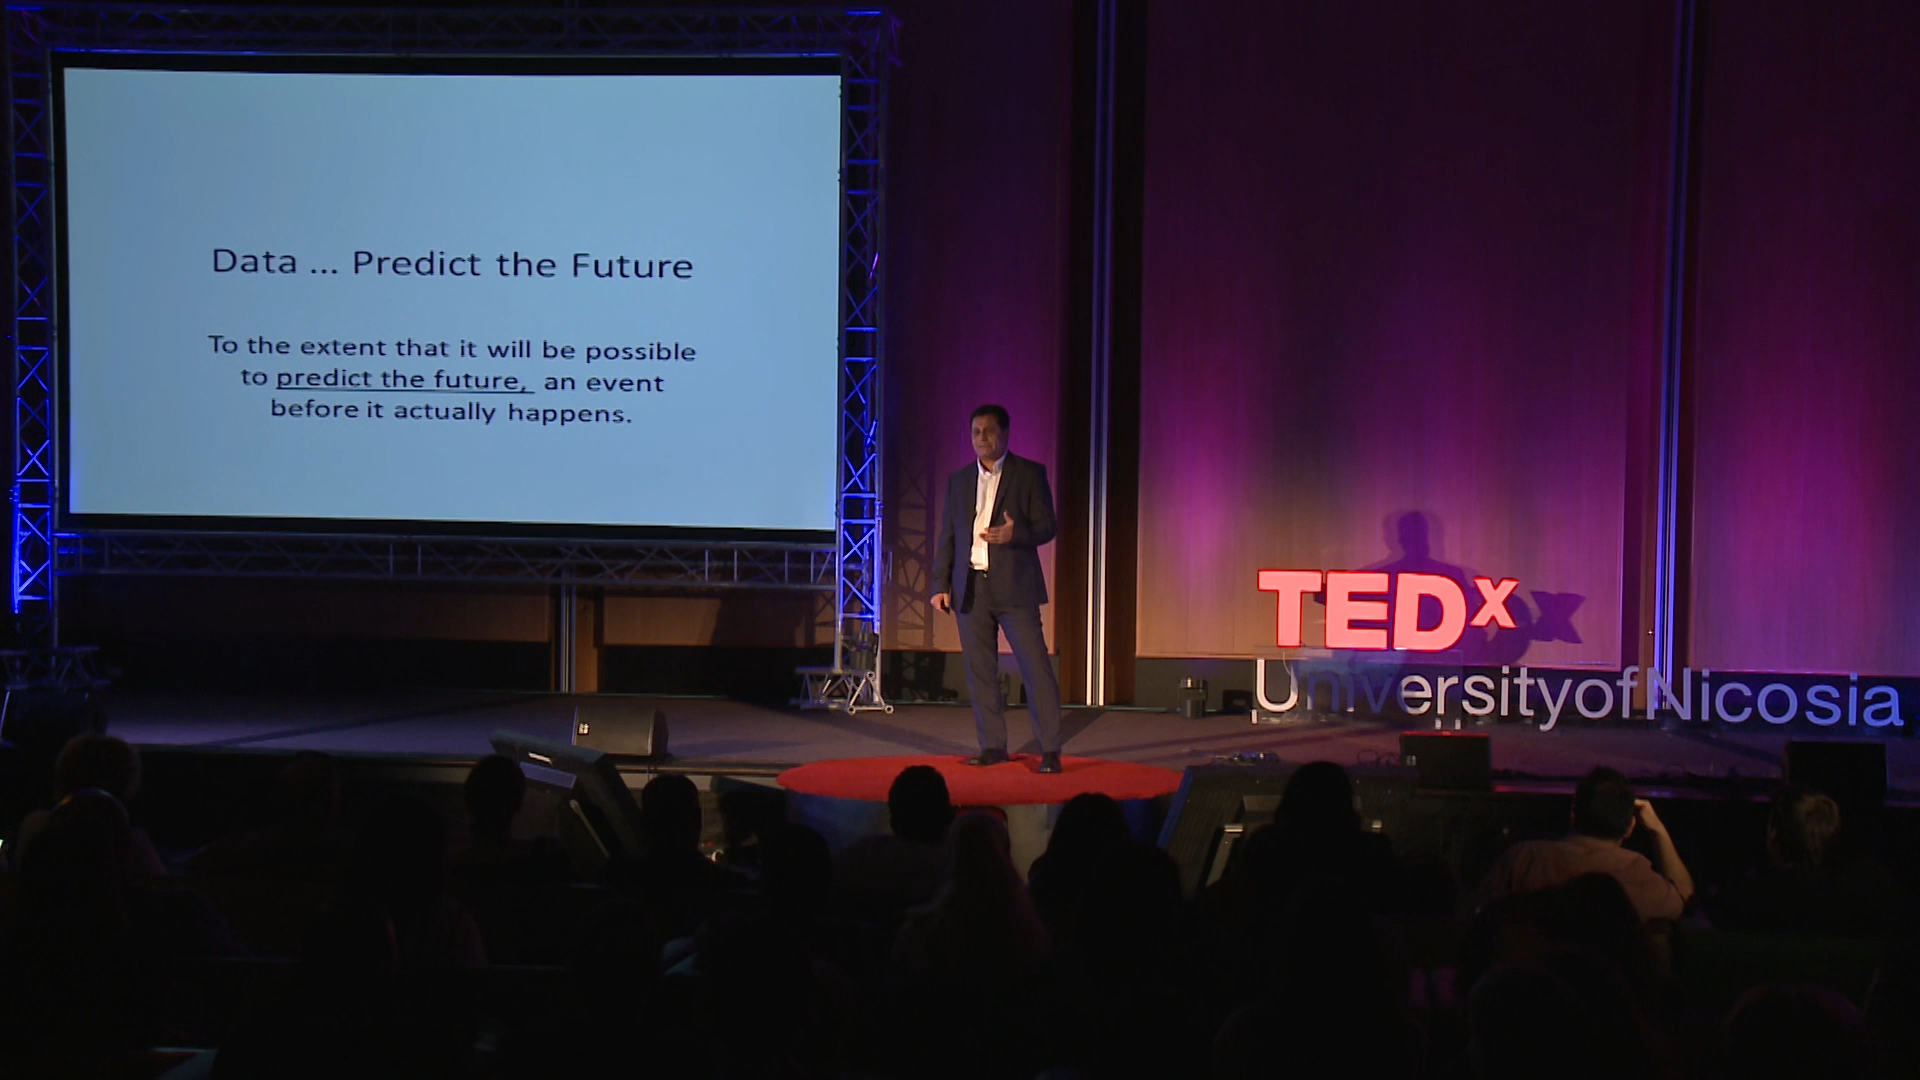 Data ... Predict the Future
To the extent that it will be possible
to predict the future, an event
before it actually happens.
TEDx
UniversityofNicosia